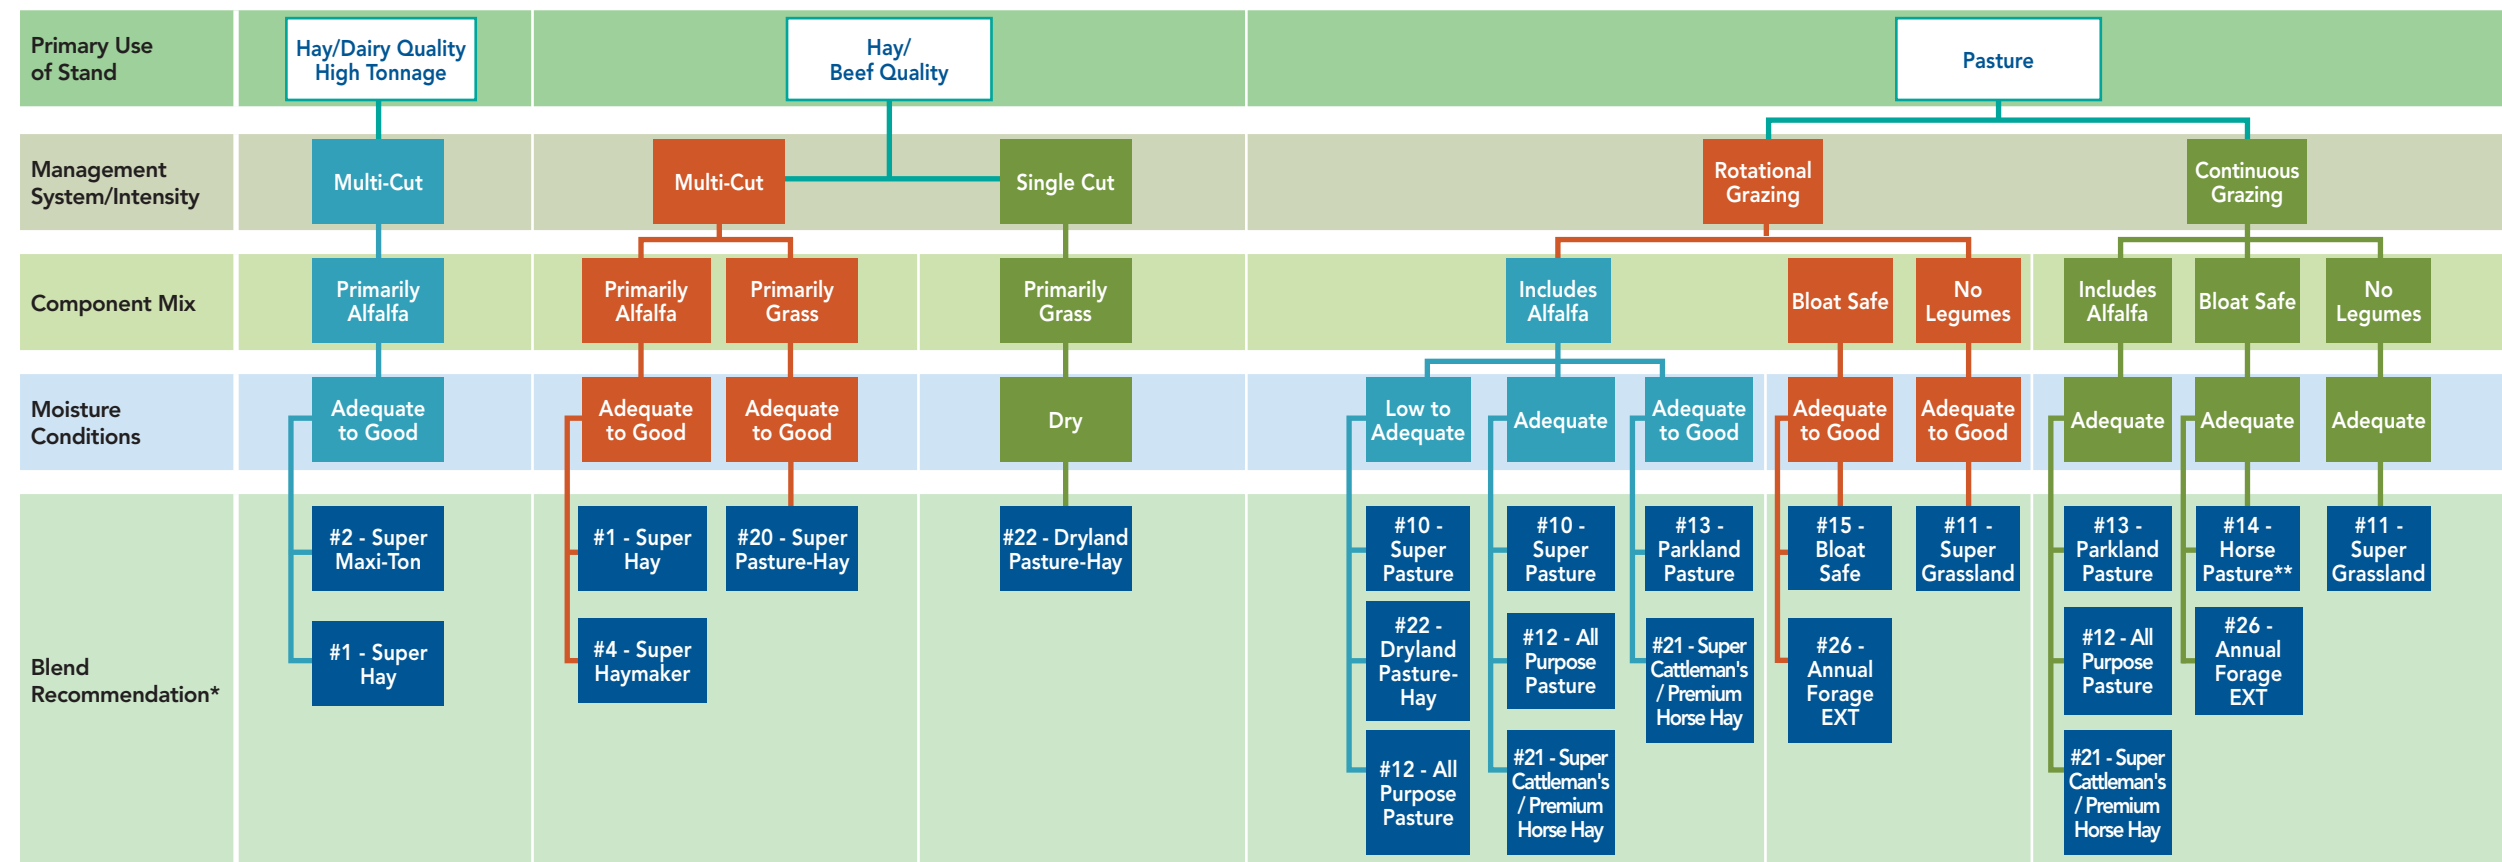 Primary Use
of Stand
Hay/Dairy Quality
High Tonnage
Hay/
Beef Quality
Pasture
Management
System/Intensity
Multi-Cut
Multi-Cut
Single Cut
Rotational
Grazing
Continuous
Grazing
Component Mix
Primarily
Alfalfa
Primarily
Alfalfa
Primarily
Grass
Primarily
Grass
Includes
Alfalfa
Bloat Safe
No
Legumes
Includes
Alfalfa
Bloat Safe
No
Legumes
Moisture
Conditions
Adequate
to Good
Adequate
to Good
Adequate
to Good
Dry
Low to
Adequate
Adequate
Adequate
to Good
Adequate
to Good
Adequate
to Good
Adequate
Adequate
Adequate
Blend
Recommendation*
#2 - Super
Maxi-Ton
#1 - Super
Hay
#1 - Super
Hay
#4 - Super
Haymaker
#20 - Super
Pasture-Hay
#22 - Dryland
Pasture-Hay
#10 -
Super
Pasture
#22 -
Dryland
Pasture-
Hay
#12 - All
Purpose
Pasture
#10 -
Super
Pasture
#12 - All
Purpose
Pasture
#21 - Super
Cattleman's
/ Premium
Horse Hay
#13 -
Parkland
Pasture
#21 - Super
Cattleman's
/ Premium
Horse Hay
#15 -
Bloat
Safe
#26 -
Annual
Forage
EXT
#11 -
Super
Grassland
#13 -
Parkland
Pasture
#12 - All
Purpose
Pasture
#21 - Super
Cattleman's
/ Premium
Horse Hay
#14 -
Horse
Pasture**
#26 -
Annual
Forage
EXT
#11 -
Super
Grassland